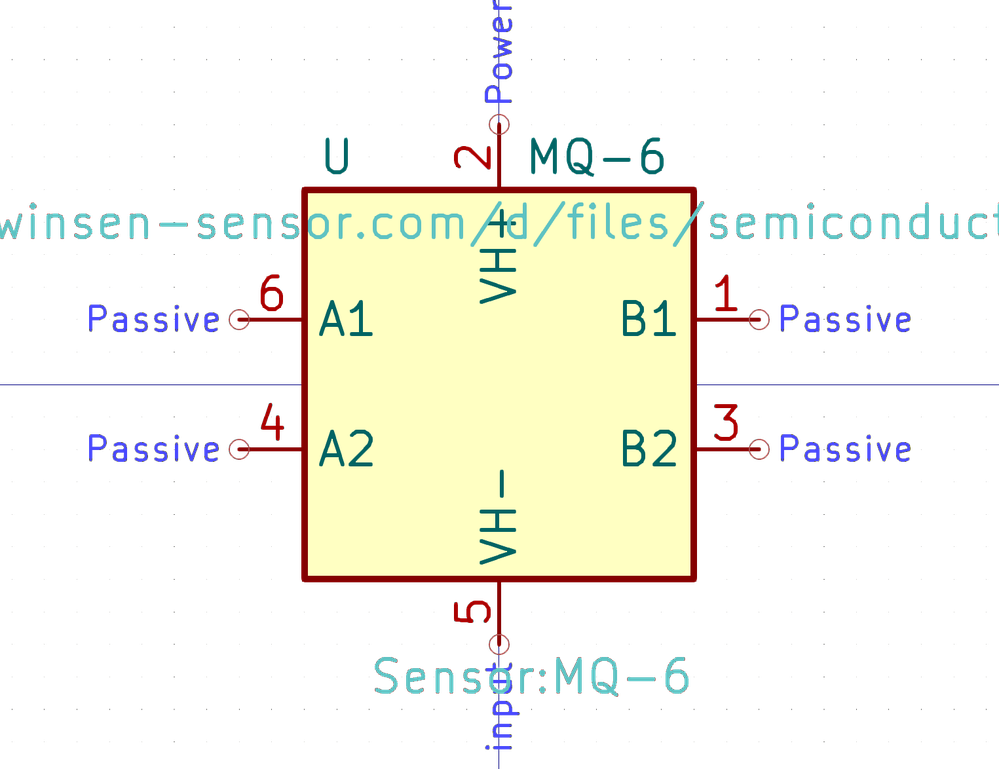 Power
U
2
MQ-6
winsen-sensor.com/d/files/semiconduct
VH+
6
1
Passive
A1
B1
Passive
4
3
Passive
A2
B2
Passive
VH-
5
Sensor:MQ-6
input